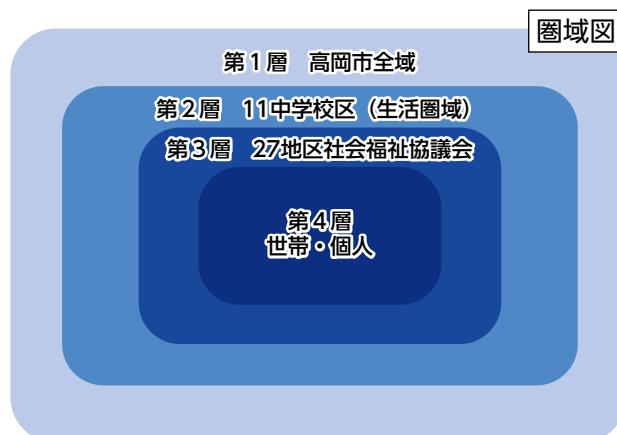 圏域図
第１層　高岡市全域
第２層　11中学校区（生活圏域）
第３層　27地区社会福祉協議会
第４層
世帯・個人